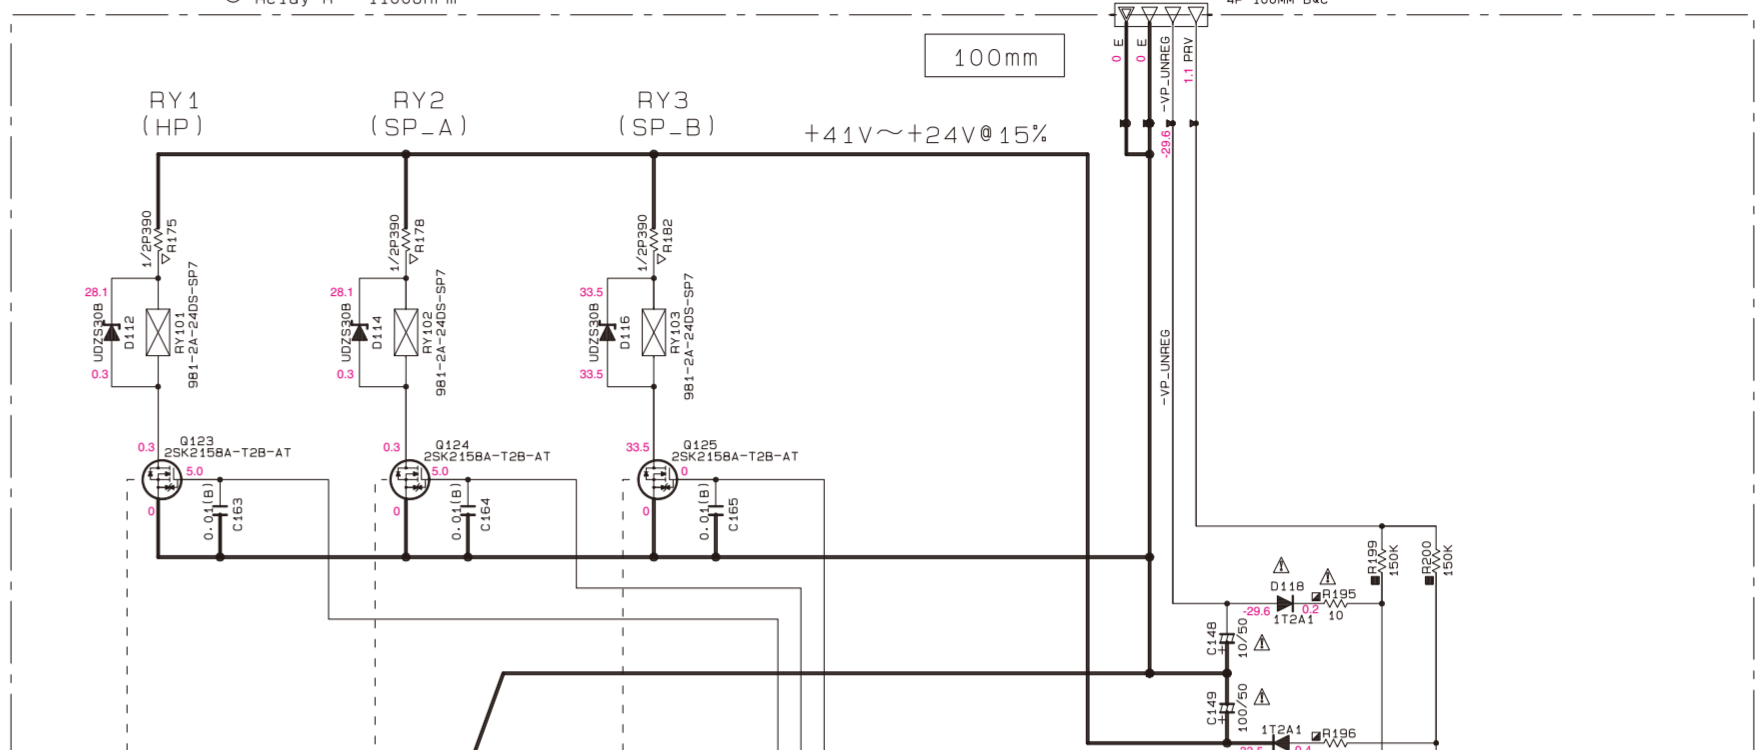 100mm
0 E
0 E
-29.6 -VP_UNREG
1.1 PRV
RY1
(HP)
RY2
(SP_A)
RY3
(SP_B)
+41V～+24V@15%
1/2P390
R175
1/2P390
R178
1/2P390
R182
28.1
UDZS30B
D112
0.3
RY101
981-2A-24DS-SP7
28.1
UDZS30B
D114
0.3
RY102
981-2A-24DS-SP7
33.5
UDZS30B
D116
33.5
RY103
981-2A-24DS-SP7
-VP_UNREG
0.3
Q123
2SK2158A-T2B-AT
5.0
0
0.01(B)
C163
0.3
Q124
2SK2158A-T2B-AT
5.0
0
0.01(B)
C164
33.5
Q125
2SK2158A-T2B-AT
0
0
0.01(B)
C165
R199
150K
R200
150K
D118
-29.6
1T2A1
0.2
R195
10
C148
10/50
C149
100/50
1T2A1
R196